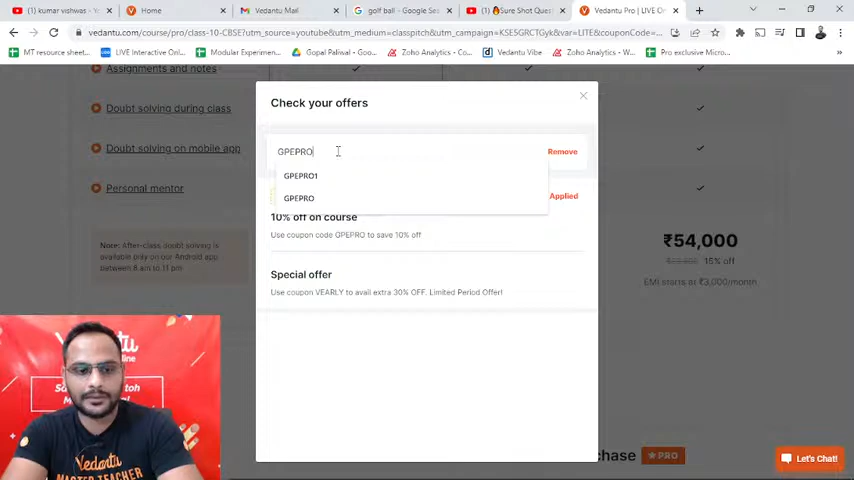 (1) kumar vishwas - You
Home
Vedantu Mail
golf ball - Google Sea
(1) 🔥Sure Shot Ques
Vedantu Pro | LIVE On
vedantu.com/course/pro/class-10-CBSE?utm_source=youtube&utm_medium=classpitch&utm_campaign=KSESGRCTGyk&var=LITE&couponCode=...
MT resource sheet...
LIVE Interactive Onl...
Modular Experimen...
Gopal Paliwal - Goo...
Zoho Analytics - Co...
Vedantu Vibe
Zoho Analytics - W...
Pro exclusive Micro...
Assignments and notes
Doubt solving during class
Doubt solving on mobile app
Personal mentor
Note: After-class doubt solving is
available only on our Android app
between 8 am to 11 pm
Check your offers
GPEPRO
Remove
GPEPRO1
GPEPRO
Applied
10% off on course
Use coupon code GPEPRO to save 10% off
Special offer
Use coupon VEARLY to avail extra 30% OFF. Limited Period Offer!
₹54,000
15% off
EMI starts at ₹3,000/month
chase
★PRO
Let's Chat!
Vedantu
MASTER TEACHER